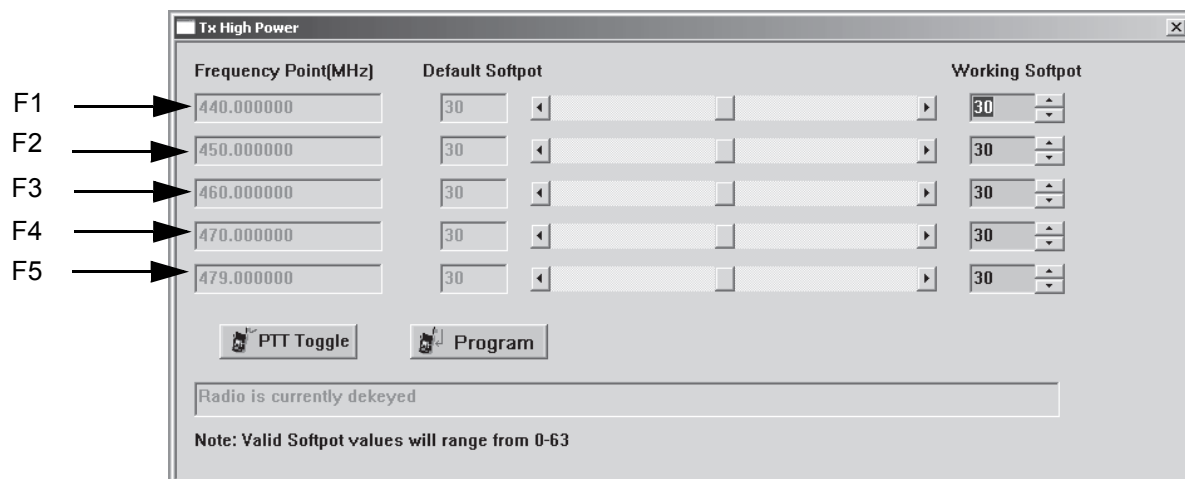 Tx High Power
Frequency Point(MHz) Default Softpot Working Softpot
F1 440.000000 30 30
F2 450.000000 30 30
F3 460.000000 30 30
F4 470.000000 30 30
F5 479.000000 30 30
PTT Toggle Program
Radio is currently dekeyed
Note: Valid Softpot values will range from 0-63